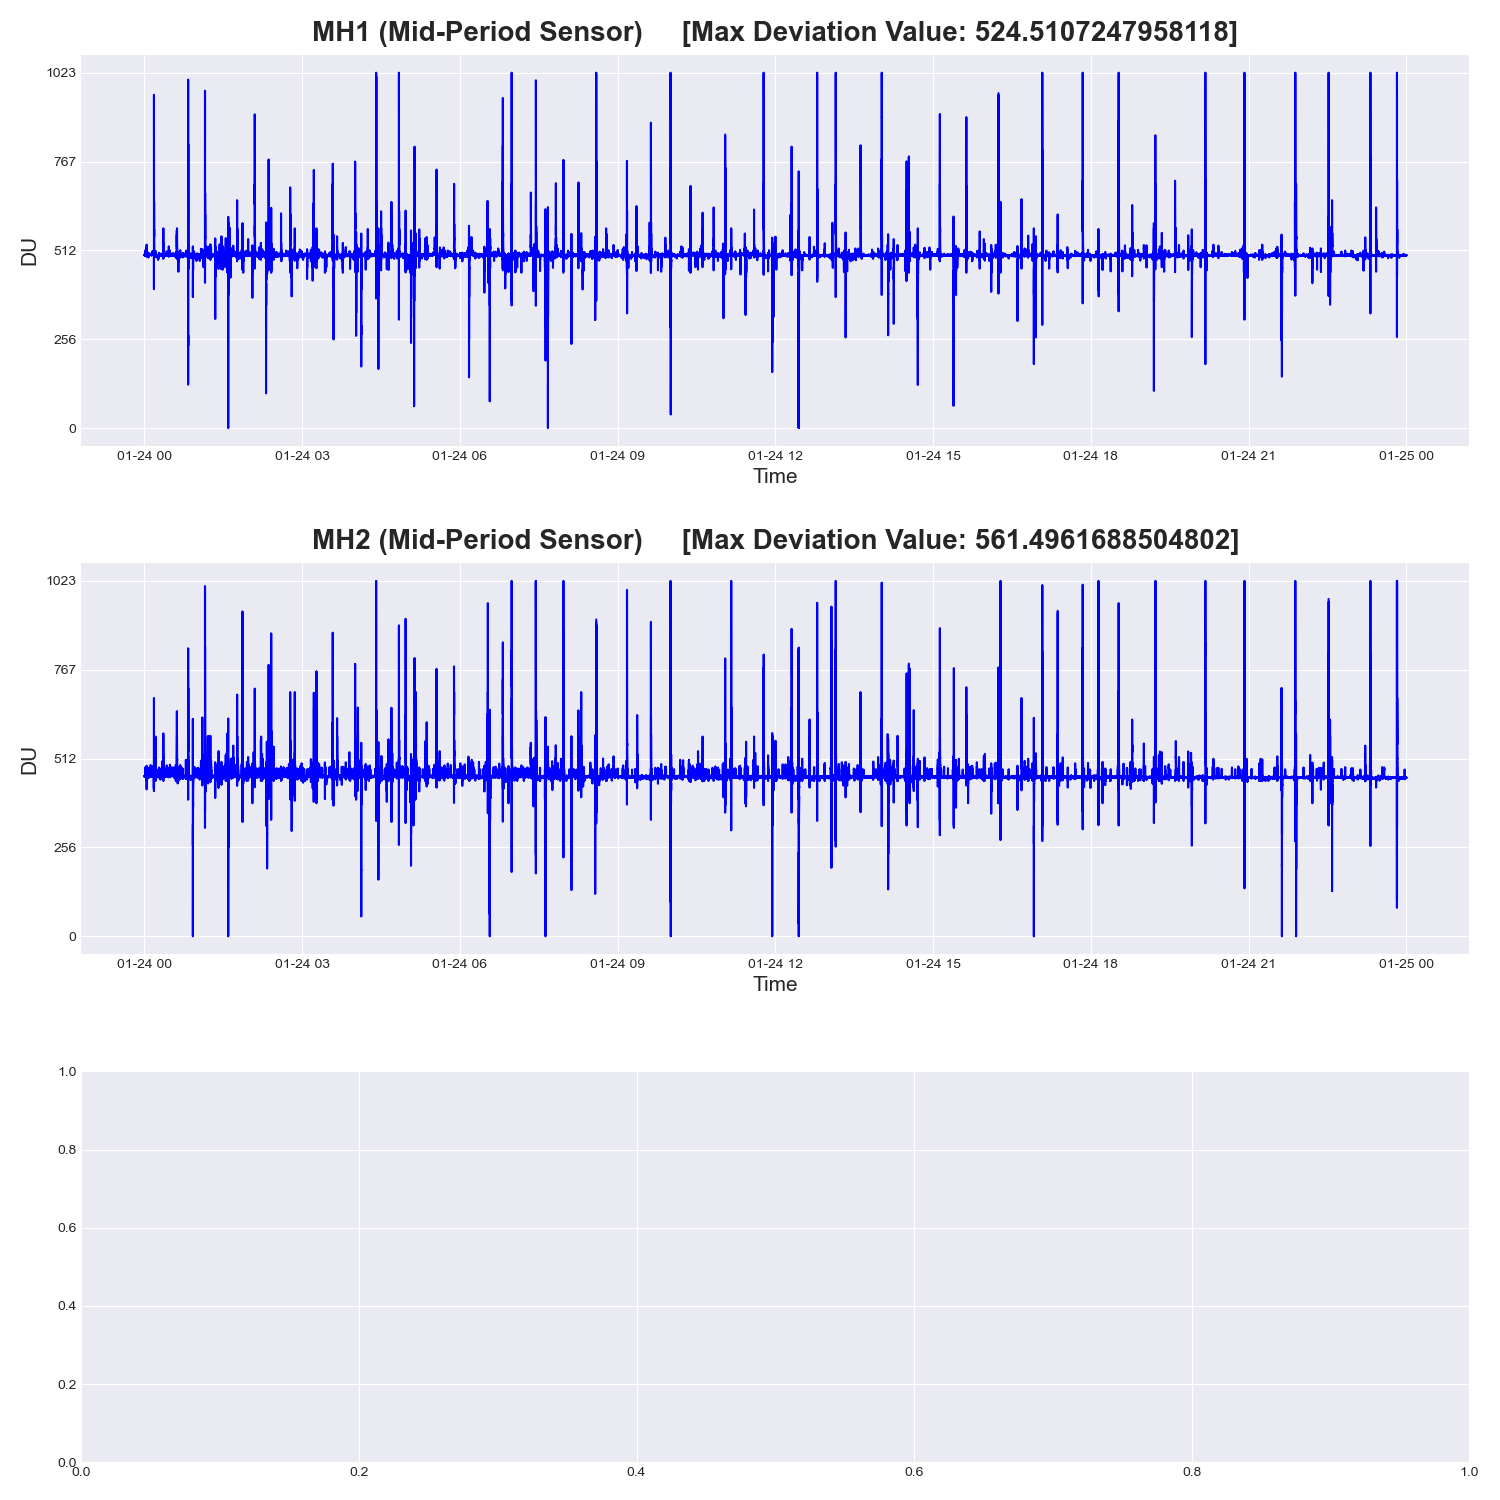 MH1 (Mid-Period Sensor) [Max Deviation Value: 524.5107247958118]
1023
767
512
256
0
DU
01-24 00 01-24 03 01-24 06 01-24 09 01-24 12 01-24 15 01-24 18 01-24 21 01-25 00
Time
MH2 (Mid-Period Sensor) [Max Deviation Value: 561.4961688504802]
1023
767
512
256
0
DU
01-24 00 01-24 03 01-24 06 01-24 09 01-24 12 01-24 15 01-24 18 01-24 21 01-25 00
Time
1.0
0.8
0.6
0.4
0.2
0.0
0.0 0.2 0.4 0.6 0.8 1.0